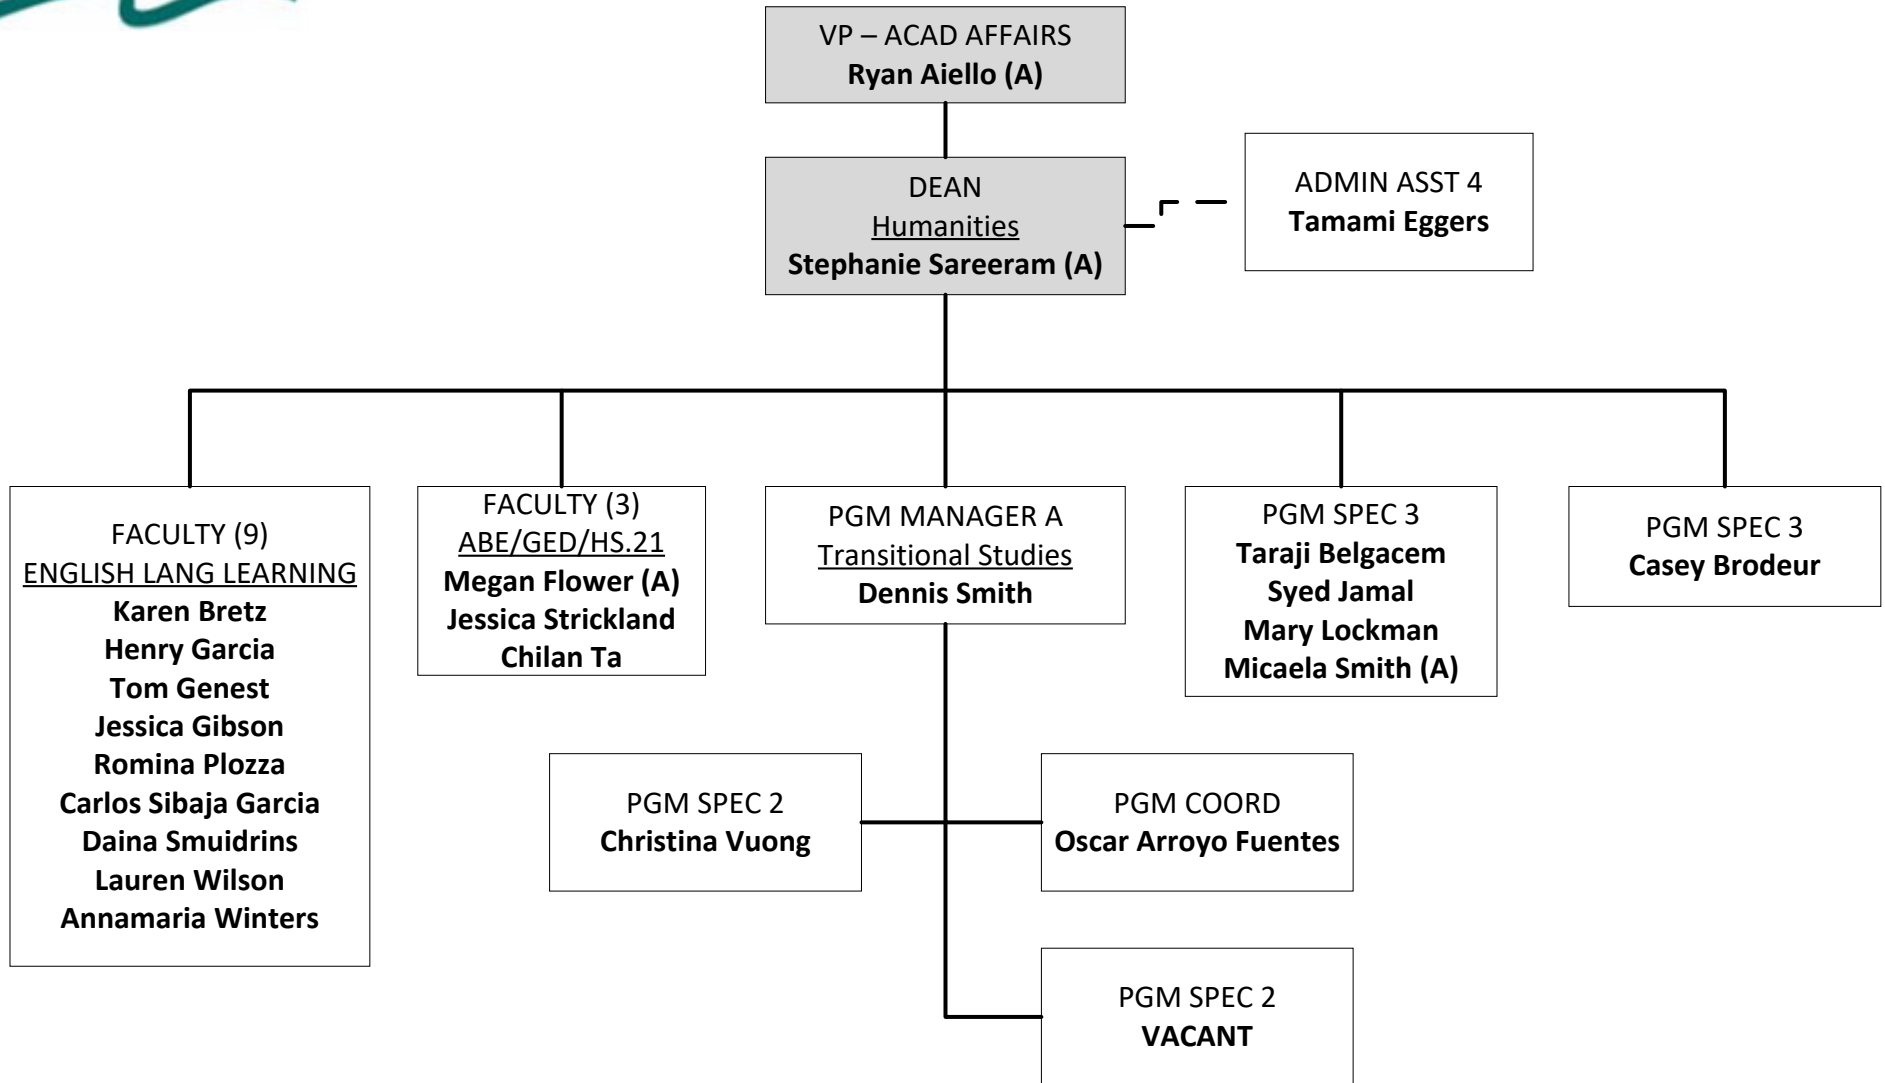 VP – ACAD AFFAIRS
Ryan Aiello (A)
DEAN
Humanities
Stephanie Sareeram (A)
ADMIN ASST 4
Tamami Eggers
FACULTY (9)
ENGLISH LANG LEARNING
Karen Bretz
Henry Garcia
Tom Genest
Jessica Gibson
Romina Plozza
Carlos Sibaja Garcia
Daina Smuidrins
Lauren Wilson
Annamaria Winters
FACULTY (3)
ABE/GED/HS.21
Megan Flower (A)
Jessica Strickland
Chilan Ta
PGM MANAGER A
Transitional Studies
Dennis Smith
PGM SPEC 3
Taraji Belgacem
Syed Jamal
Mary Lockman
Micaela Smith (A)
PGM SPEC 3
Casey Brodeur
PGM SPEC 2
Christina Vuong
PGM COORD
Oscar Arroyo Fuentes
PGM SPEC 2
VACANT